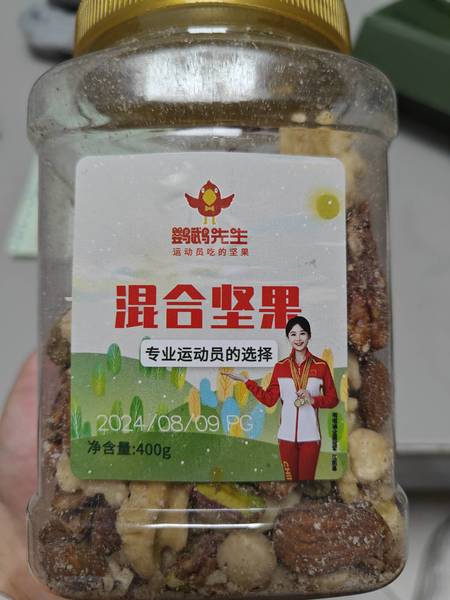 鹦鹉先生
运动员吃的坚果
混合坚果
专业运动员的选择
2024/08/09 PG
净含量:400g
CHI